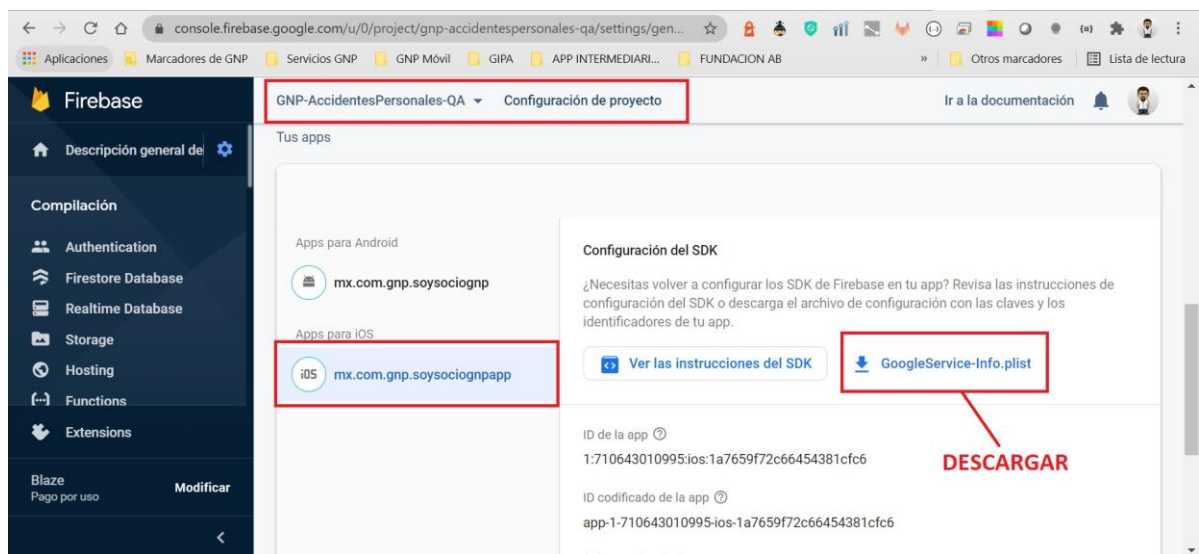 console.firebase.google.com/u/0/project/gnp-accidentespersonales-qa/settings/gen...
Aplicaciones Marcadores de GNP Servicios GNP GNP Móvil GIPA APP INTERMEDIARI... FUNDACION AB » Otros marcadores Lista de lectura
Firebase
GNP-AccidentesPersonales-QA Configuración de proyecto Ir a la documentación
Descripción general de
Tus apps
Compilación
Authentication
Firestore Database
Realtime Database
Storage
Hosting
Functions
Extensions
Blaze
Pago por uso
Modificar
Apps para Android
mx.com.gnp.soysociognp
Apps para iOS
iOS mx.com.gnp.soysociognpapp
Configuración del SDK
¿Necesitas volver a configurar los SDK de Firebase en tu app? Revisa las instrucciones de
configuración del SDK o descarga el archivo de configuración con las claves y los
identificadores de tu app.
Ver las instrucciones del SDK GoogleService-Info.plist
ID de la app
1:710643010995:ios:1a7659f72c66454381cfc6
DESCARGAR
ID codificado de la app
app-1-710643010995-ios-1a7659f72c66454381cfc6